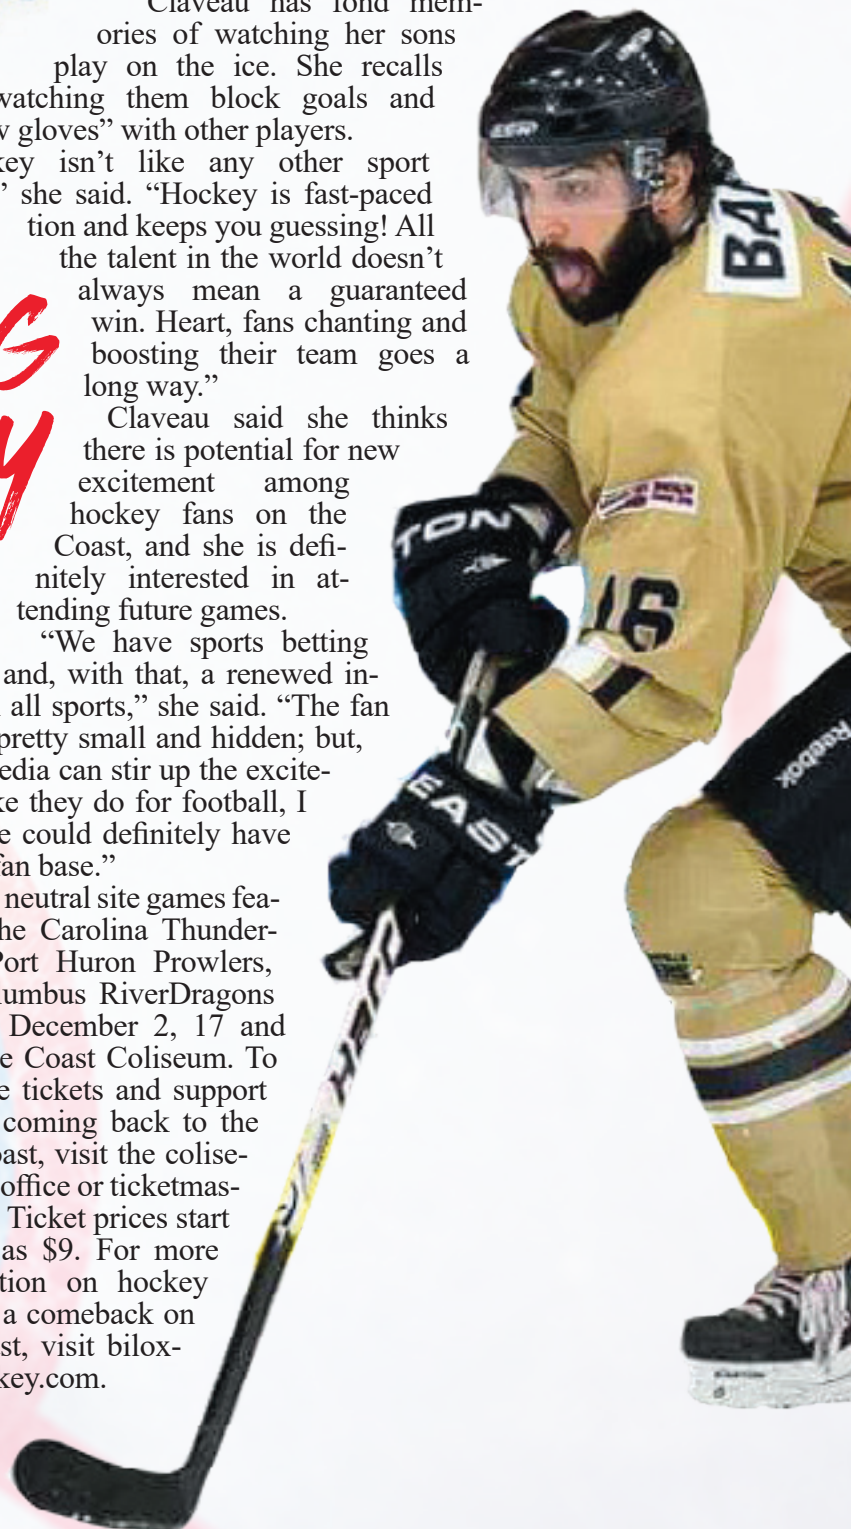 Claveau has fond mem-
ories of watching her sons
play on the ice. She recalls
watching them block goals and
gloves” with other players.
isn’t like any other sport
” she said. “Hockey is fast-paced
tion and keeps you guessing! All
the talent in the world doesn’t
always mean a guaranteed
win. Heart, fans chanting and
boosting their team goes a
long way.”
Claveau said she thinks
there is potential for new
excitement among
hockey fans on the
Coast, and she is defi-
nitely interested in at-
tending future games.
“We have sports betting
and, with that, a renewed in-
all sports,” she said. “The fan
pretty small and hidden; but,
edia can stir up the excite-
ke they do for football, I
e could definitely have
fan base.”
neutral site games fea-
he Carolina Thunder-
Port Huron Prowlers,
lumbus RiverDragons
December 2, 17 and
e Coast Coliseum. To
e tickets and support
coming back to the
oast, visit the colise-
office or ticketmas-
Ticket prices start
as $9. For more
tion on hockey
a comeback on
st, visit bilox-
key.com.
S
y
BA
16
TON
EAST
Reebok